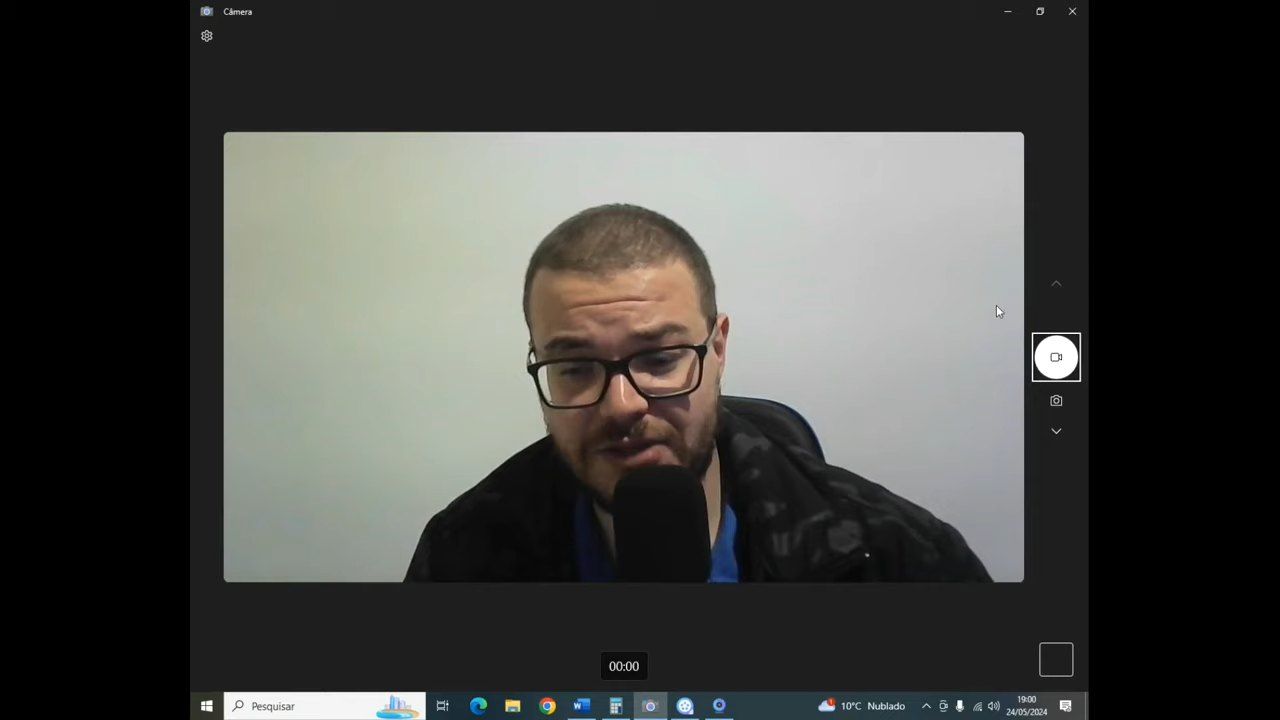 Câmera
00:00
Pesquisar
10°C Nublado
19:00
24/05/2024